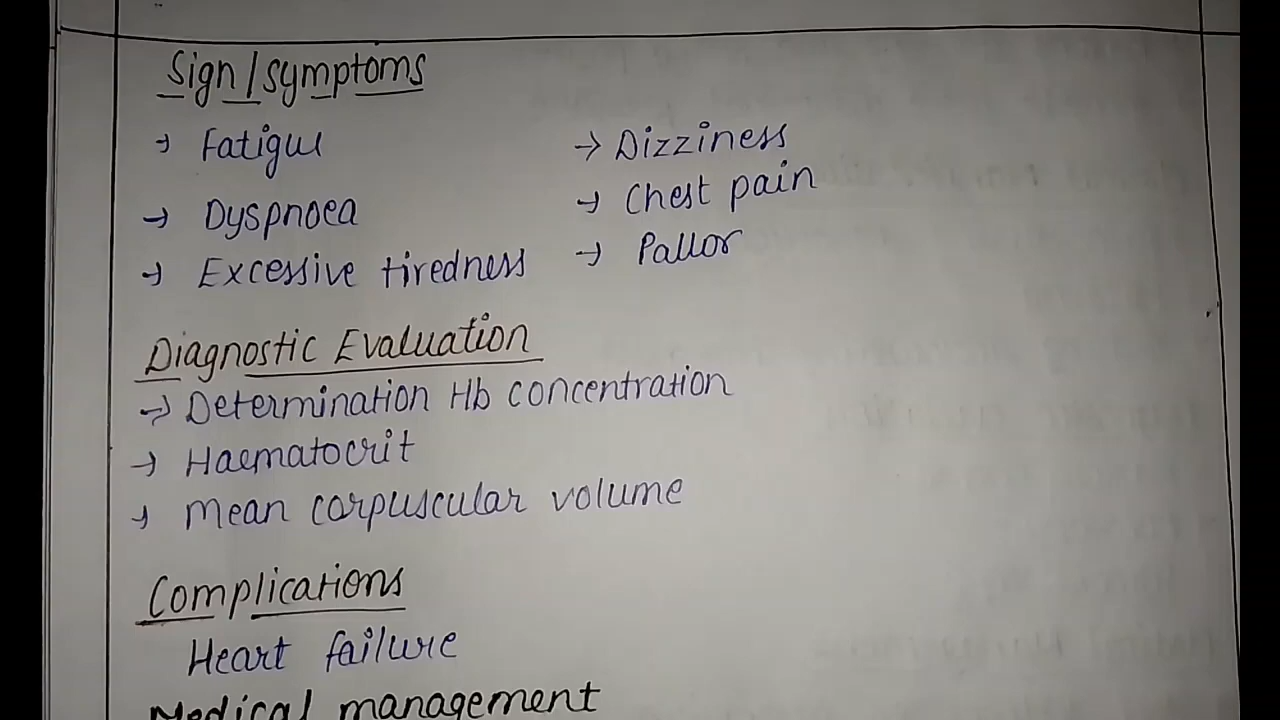 Sign/symptoms
→ Fatigue
→ Dyspnoea
→ Excessive tiredness
→ Dizziness
→ Chest pain
→ Pallor
Diagnostic Evaluation
→ Determination Hb concentration
→ Haematocrit
→ Mean corpuscular volume
Complications
Heart failure
Medical management